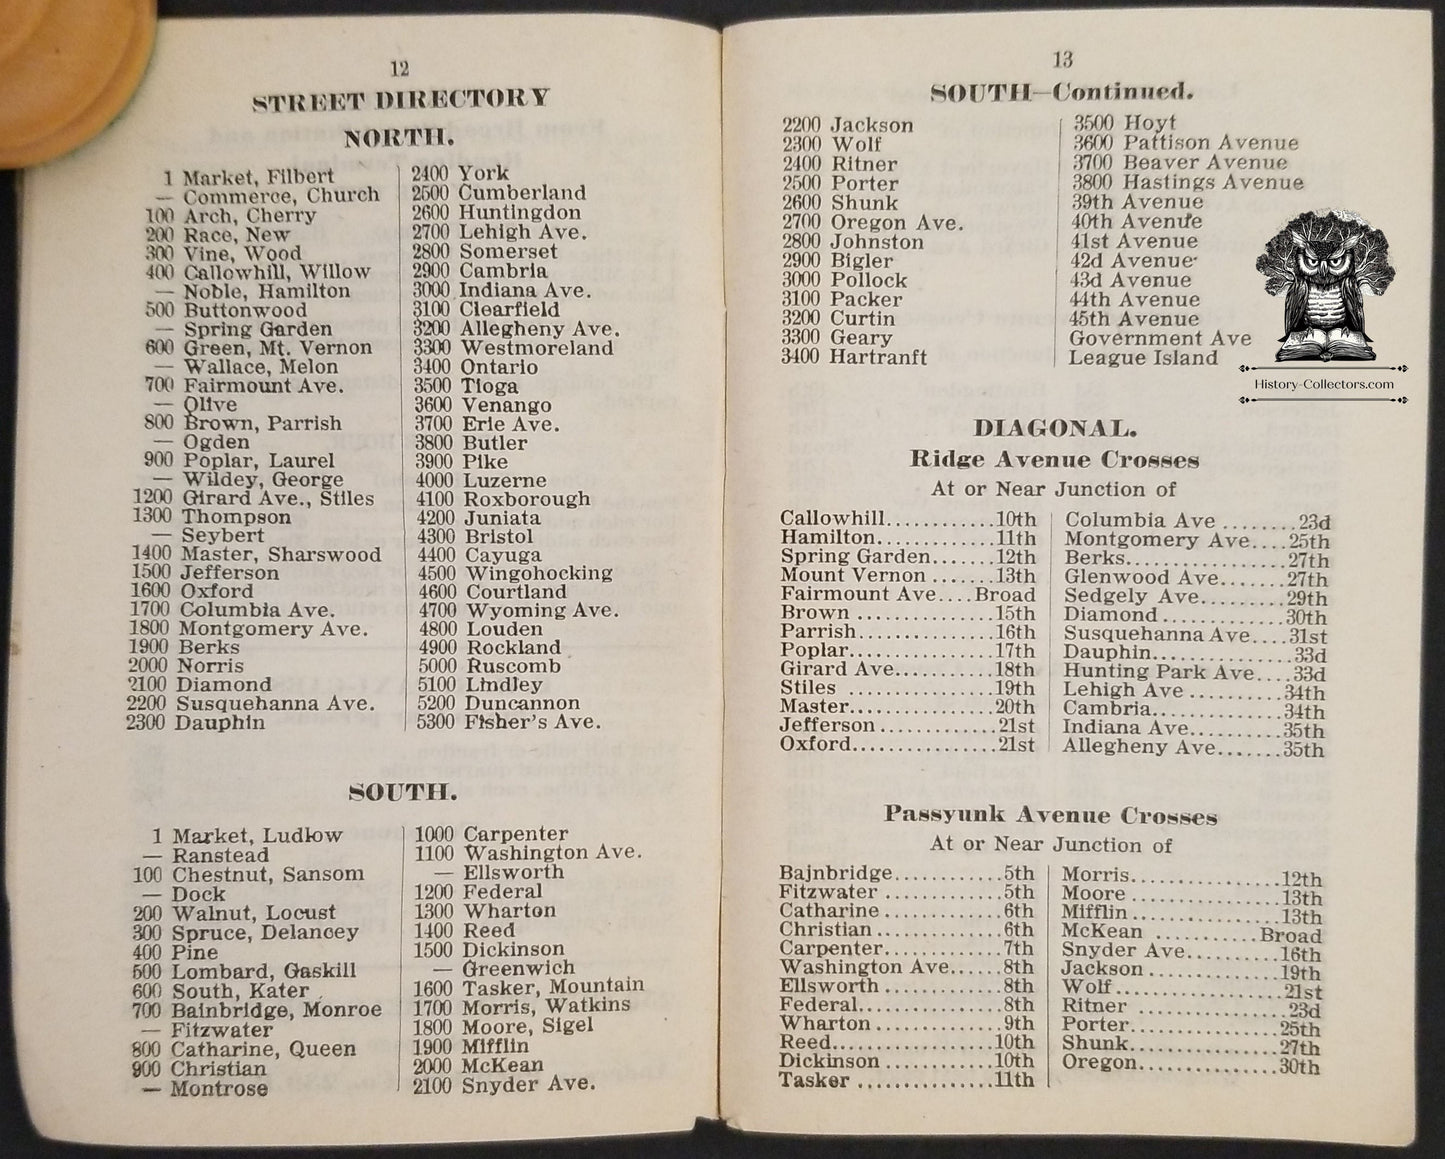 12
STREET DIRECTORY
NORTH.
1 Market, Filbert
— Commerce, Church
100 Arch, Cherry
200 Race, New
300 Vine, Wood
400 Callowhill, Willow
— Noble, Hamilton
500 Buttonwood
— Spring Garden
600 Green, Mt. Vernon
— Wallace, Melon
700 Fairmount Ave.
— Olive
800 Brown, Parrish
— Ogden
900 Poplar, Laurel
— Wildey, George
1200 Girard Ave., Stiles
1300 Thompson
— Seybert
1400 Master, Sharswood
1500 Jefferson
1600 Oxford
1700 Columbia Ave.
1800 Montgomery Ave.
1900 Berks
2000 Norris
2100 Diamond
2200 Susquehanna Ave.
2300 Dauphin
2400 York
2500 Cumberland
2600 Huntingdon
2700 Lehigh Ave.
2800 Somerset
2900 Cambria
3000 Indiana Ave.
3100 Clearfield
3200 Allegheny Ave.
3300 Westmoreland
3400 Ontario
3500 Tioga
3600 Venango
3700 Erie Ave.
3800 Butler
3900 Pike
4000 Luzerne
4100 Roxborough
4200 Juniata
4300 Bristol
4400 Cayuga
4500 Wingohocking
4600 Courtland
4700 Wyoming Ave.
4800 Louden
4900 Rockland
5000 Ruscomb
5100 Lindley
5200 Duncannon
5300 Fisher's Ave.
SOUTH.
1 Market, Ludlow
— Ranstead
100 Chestnut, Sansom
— Dock
200 Walnut, Locust
300 Spruce, Delancey
400 Pine
500 Lombard, Gaskill
600 South, Kater
700 Bainbridge, Monroe
— Fitzwater
800 Catharine, Queen
900 Christian
— Montrose
1000 Carpenter
1100 Washington Ave.
— Ellsworth
1200 Federal
1300 Wharton
1400 Reed
1500 Dickinson
— Greenwich
1600 Tasker, Mountain
1700 Morris, Watkins
1800 Moore, Sigel
1900 Mifflin
2000 McKean
2100 Snyder Ave.
13
SOUTH—Continued.
2200 Jackson
2300 Wolf
2400 Ritner
2500 Porter
2600 Shunk
2700 Oregon Ave.
2800 Johnston
2900 Bigler
3000 Pollock
3100 Packer
3200 Curtin
3300 Geary
3400 Hartranft
3500 Hoyt
3600 Pattison Avenue
3700 Beaver Avenue
3800 Hastings Avenue
39th Avenue
40th Avenue
41st Avenue
42d Avenue
43d Avenue
44th Avenue
45th Avenue
Government Ave
League Island
History-Collectors.com
DIAGONAL.
Ridge Avenue Crosses
At or Near Junction of
Callowhill............10th
Hamilton.............11th
Spring Garden.......12th
Mount Vernon .......13th
Fairmount Ave....Broad
Brown ...............15th
Parrish...............16th
Poplar................17th
Girard Ave...........18th
Stiles ................19th
Master................20th
Jefferson .............21st
Oxford................21st
Columbia Ave ........23d
Montgomery Ave....25th
Berks.................27th
Glenwood Ave.......27th
Sedgely Ave.........29th
Diamond..............30th
Susquehanna Ave....31st
Dauphin...............33d
Hunting Park Ave....33d
Lehigh Ave ..........34th
Cambria..............34th
Indiana Ave..........35th
Allegheny Ave.......35th
Passyunk Avenue Crosses
At or Near Junction of
Bainbridge............5th
Fitzwater .............5th
Catharine .............6th
Christian ..............6th
Carpenter.............7th
Washington Ave......8th
Ellsworth .............8th
Federal................8th
Wharton ..............9th
Reed..................10th
Dickinson ............10th
Tasker ...............11th
Morris................12th
Moore ................13th
Mifflin................13th
McKean ...........Broad
Snyder Ave...........16th
Jackson ..............19th
Wolf..................21st
Ritner ................23d
Porter................25th
Shunk................27th
Oregon...............30th